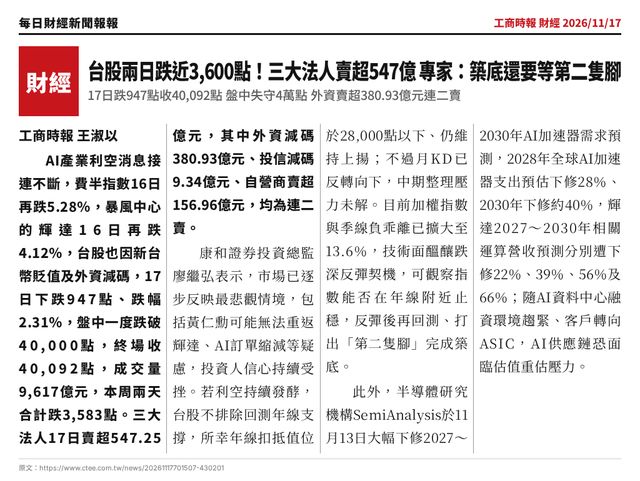 每日財經新聞報報
工商時報 財經 2026/11/17
財經
台股兩日跌近3,600點！三大法人賣超547億 專家：築底還要等第二隻腳
17日跌947點收40,092點 盤中失守4萬點 外資賣超380.93億元連二賣
工商時報 王淑以
AI產業利空消息接
連不斷，費半指數16日
再跌5.28%，暴風中心
的輝達16日再跌
4.12%，台股也因新台
幣貶值及外資減碼，17
日下跌947點、跌幅
2.31%，盤中一度跌破
40,000點，終場收
40,092點，成交量
9,617億元，本周兩天
合計跌3,583點。三大
法人17日賣超547.25
億元，其中外資減碼
380.93億元、投信減碼
9.34億元、自營商賣超
156.96億元，均為連二
賣。
康和證券投資總監
廖繼弘表示，市場已逐
步反映最悲觀情境，包
括黃仁勳可能無法重返
輝達、AI訂單縮減等疑
慮，投資人信心持續受
挫。若利空持續發酵，
台股不排除回測年線支
撐，所幸年線扣抵值位
於28,000點以下、仍維
持上揚；不過月KD已
反轉向下，中期整理壓
力未解。目前加權指數
與季線負乖離已擴大至
13.6%，技術面醞釀跌
深反彈契機，可觀察指
數能否在年線附近止
穩，反彈後再回測、打
出「第二隻腳」完成築
底。
此外，半導體研究
機構SemiAnalysis於11
月13日大幅下修2027～
2030年AI加速器需求預
測，2028年全球AI加速
器支出預估下修28%、
2030年下修約40%，輝
達2027～2030年相關
運算營收預測分別遭下
修22%、39%、56%及
66%；隨AI資料中心融
資環境趨緊、客戶轉向
ASIC，AI供應鏈恐面
臨估值重估壓力。
原文：https://www.ctee.com.tw/news/20261117701507-430201